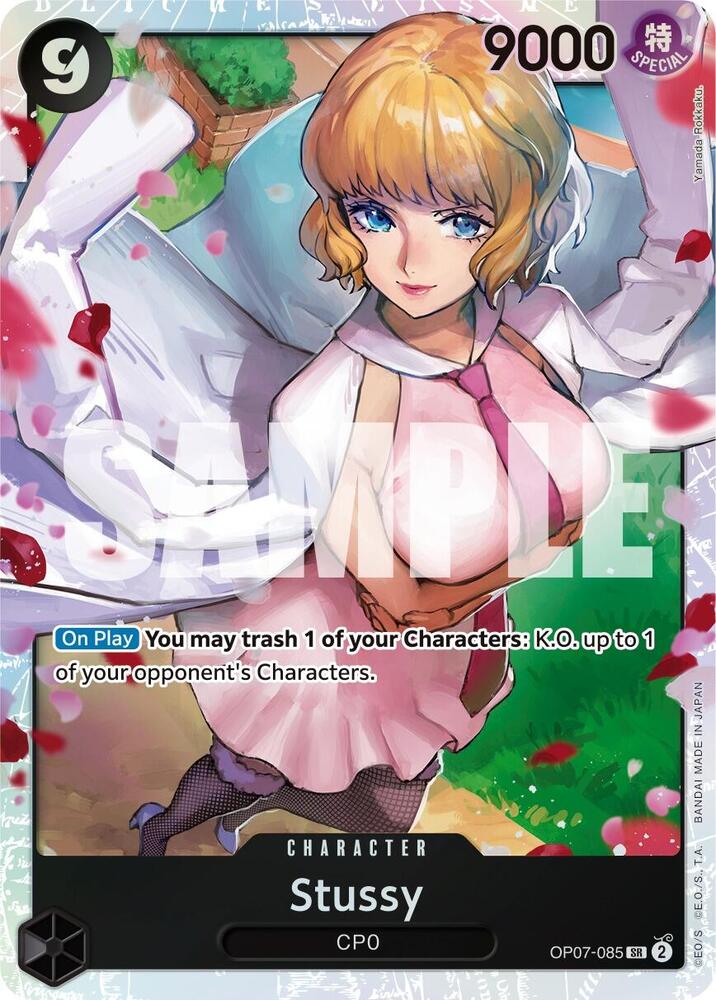 9
9000
特
SPECIAL
Yamada Rokkaku.
SAMPLE
On Play You may trash 1 of your Characters: K.O. up to 1
of your opponent's Characters.
CHARACTER
Stussy
CP0
OP07-085 SR 2
©EO/S ©E.O./S., T.A. BANDAI MADE IN JAPAN